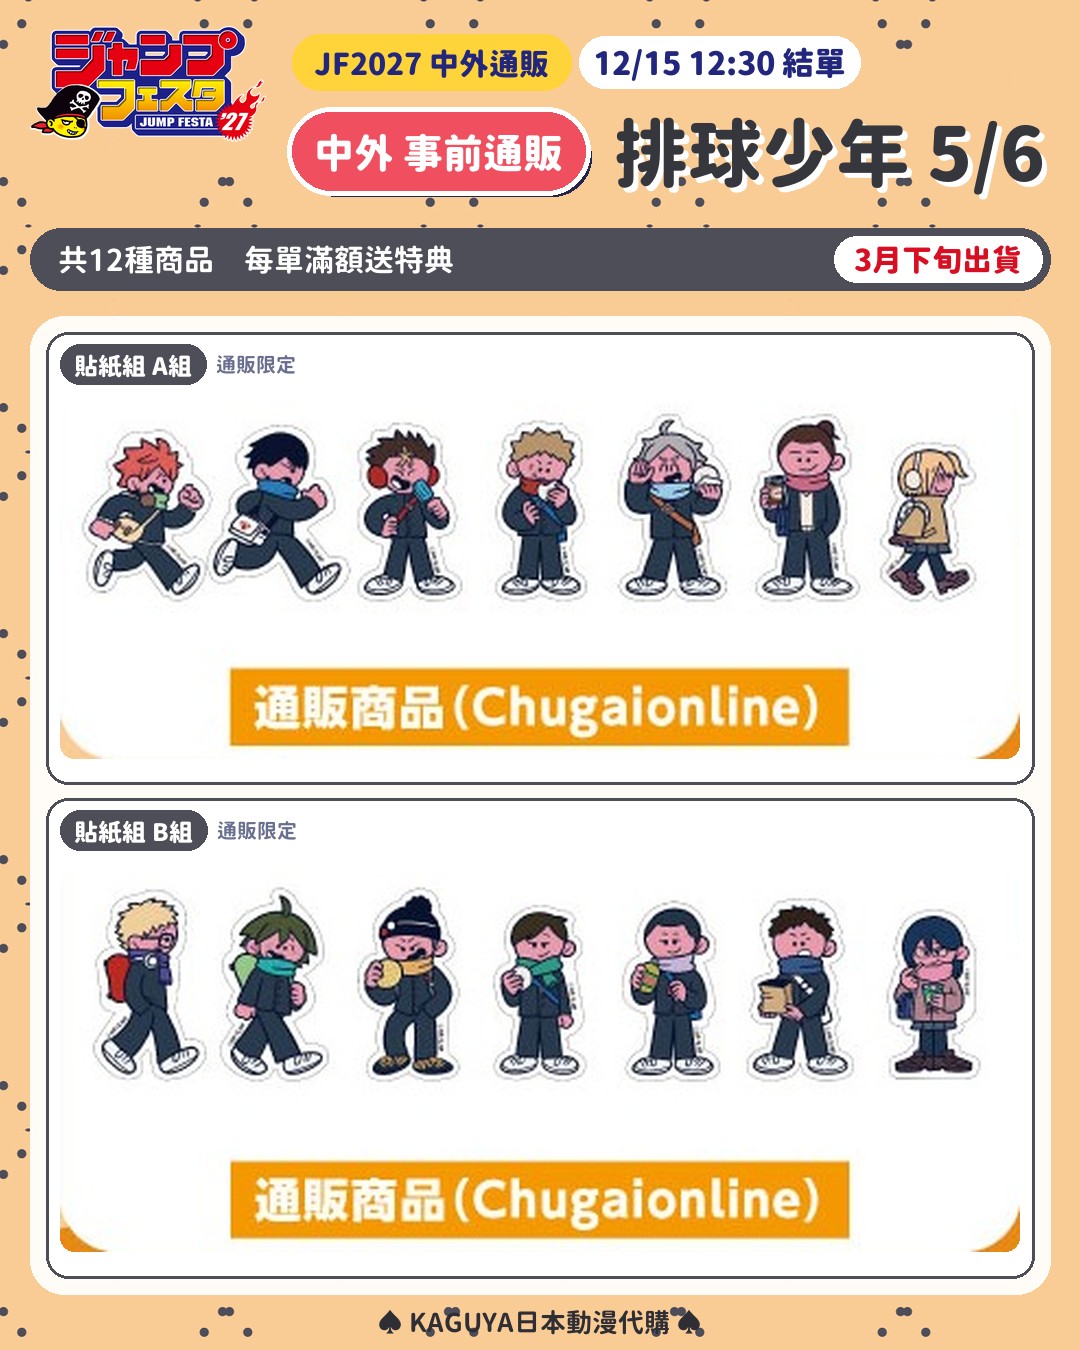 ジャンプ
フェスタ
JUMP FESTA '27
JF2027 中外通販
12/15 12:30 結單
中外 事前通販
排球少年 5/6
共12種商品 每單滿額送特典
3月下旬出貨
貼紙組 A組
通販限定
通販商品(Chugaionline)
貼紙組 B組
通販限定
通販商品(Chugaionline)
♠ KAGUYA日本動漫代購 ♠